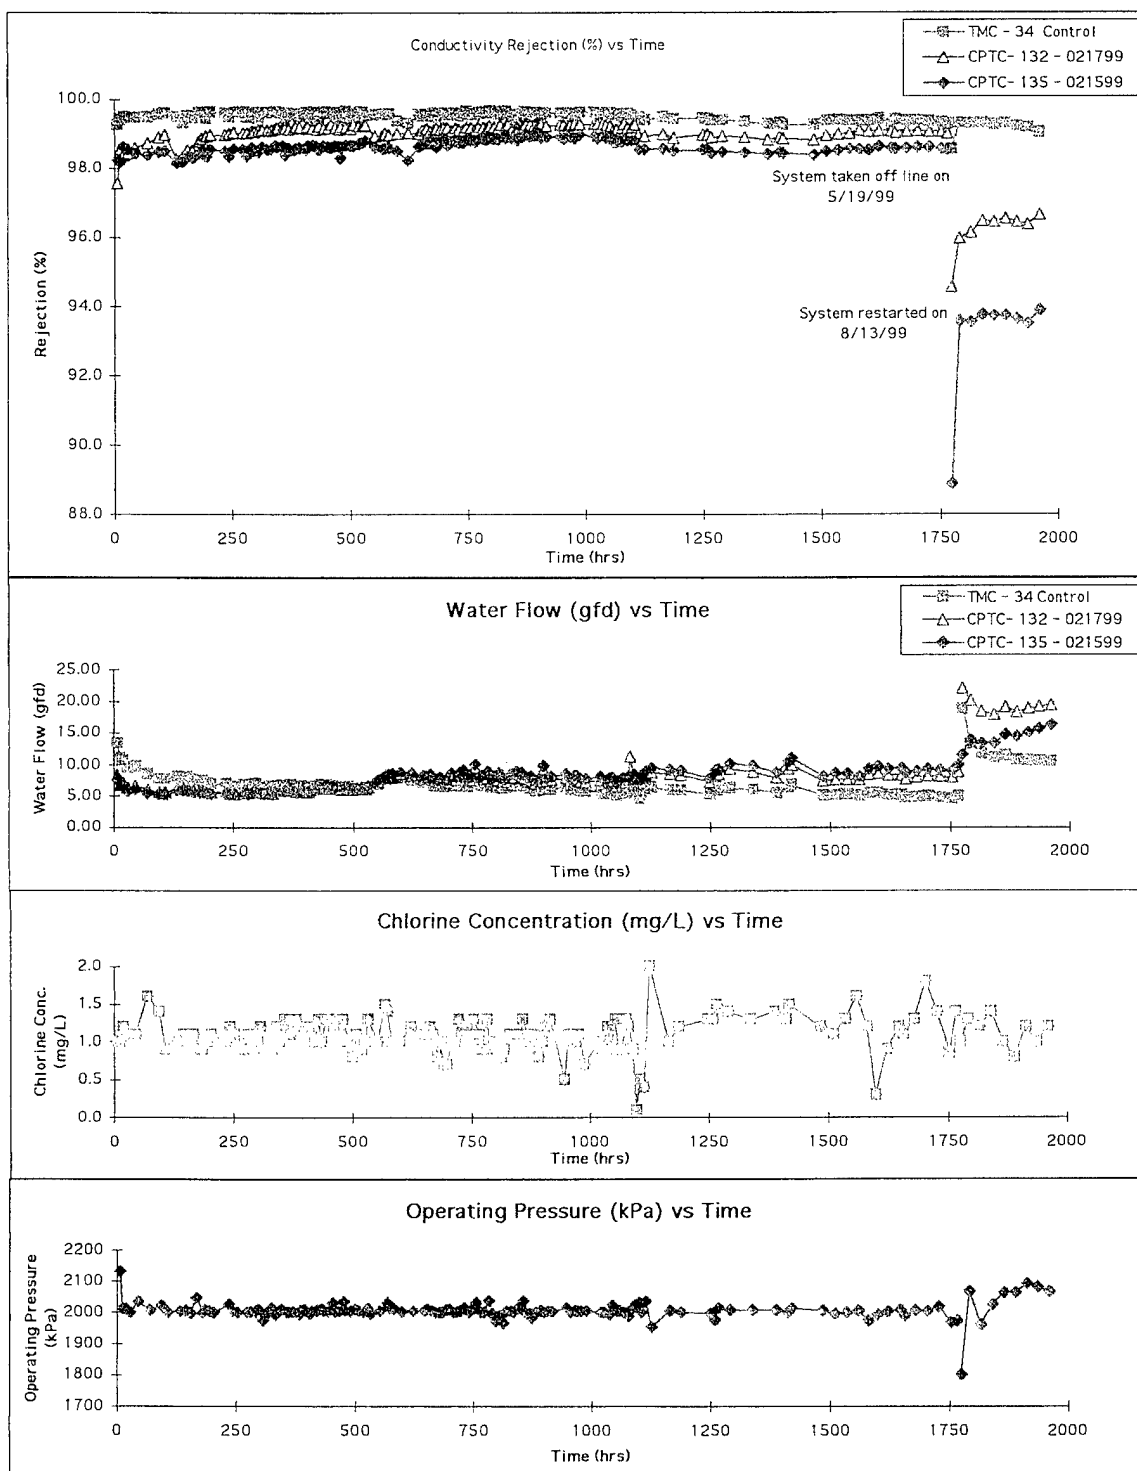 Conductivity Rejection (%) vs Time
TMC - 34 Control
CPTC- 132 - 021799
CPTC- 135 - 021599
100.0
98.0
96.0
94.0
92.0
90.0
88.0
Rejection (%)
System taken off line on
5/19/99
System restarted on
8/13/99
0 250 500 750 1000 1250 1500 1750 2000
Time (hrs)
Water Flow (gfd) vs Time
TMC - 34 Control
CPTC- 132 - 021799
CPTC- 135 - 021599
25.00
20.00
15.00
10.00
5.00
0.00
Water Flow (gfd)
0 250 500 750 1000 1250 1500 1750 2000
Time (hrs)
Chlorine Concentration (mg/L) vs Time
2.0
1.5
1.0
0.5
0.0
Chlorine Conc.
(mg/L)
0 250 500 750 1000 1250 1500 1750 2000
Time (hrs)
Operating Pressure (kPa) vs Time
2200
2100
2000
1900
1800
1700
Operating Pressure
(kPa)
0 250 500 750 1000 1250 1500 1750 2000
Time (hrs)